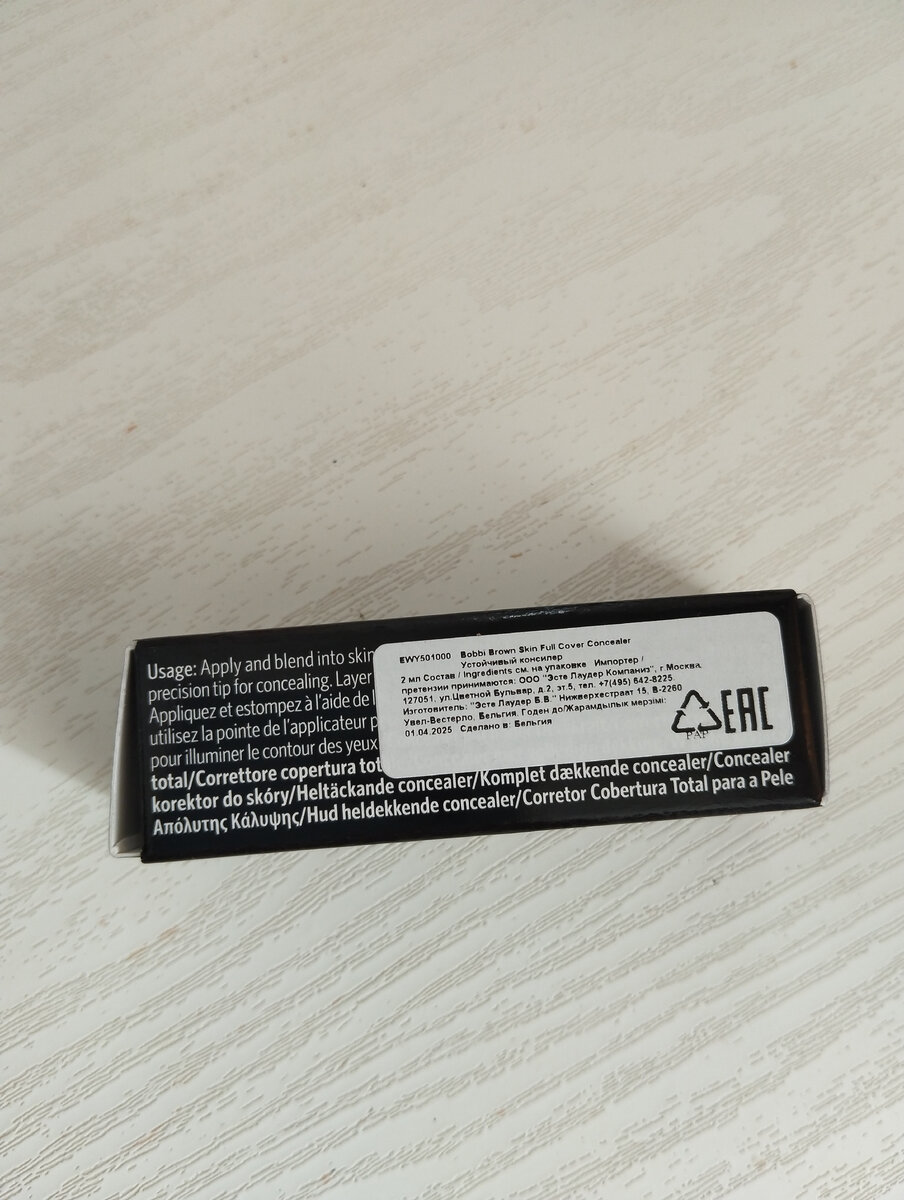 Usage: Apply and blend into skin
precision tip for concealing. Layer
Appliquez et estompez à l'aide de l
utilisez la pointe de l'applicateur p
pour illuminer le contour des yeux
total/Correttore copertura tot
korektor do skóry/Heltäckande concealer/Komplet dækkende concealer/Concealer
Απόλυτης Κάλυψης/Hud heldekkende concealer/Corretor Cobertura Total para a Pele
EWY501000 Bobbi Brown Skin Full Cover Concealer
Устойчивый консилер
2 мл Состав / Ingredients см. на упаковке Импортер /
претензии принимаются: ООО "Эсте Лаудер Компаниз", г.Москва,
127051, ул.Цветной Бульвар, д.2, эт.5, тел. +7(495) 642-8225.
Изготовитель: "Эсте Лаудер Б.В." Нижверхестраат 15, В-2260
Увел-Вестерло, Бельгия. Годен до/Жарамдылык мерзімі:
01.04.2025 Сделано в: Бельгия
PAP
EAC